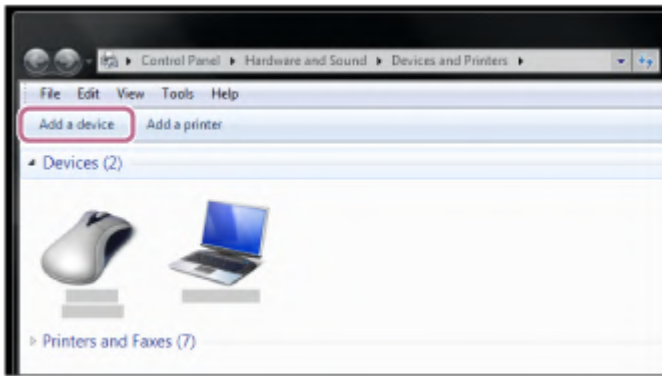 Control Panel ▸ Hardware and Sound ▸ Devices and Printers ▸
File Edit View Tools Help
Add a device Add a printer
Devices (2)
Printers and Faxes (7)